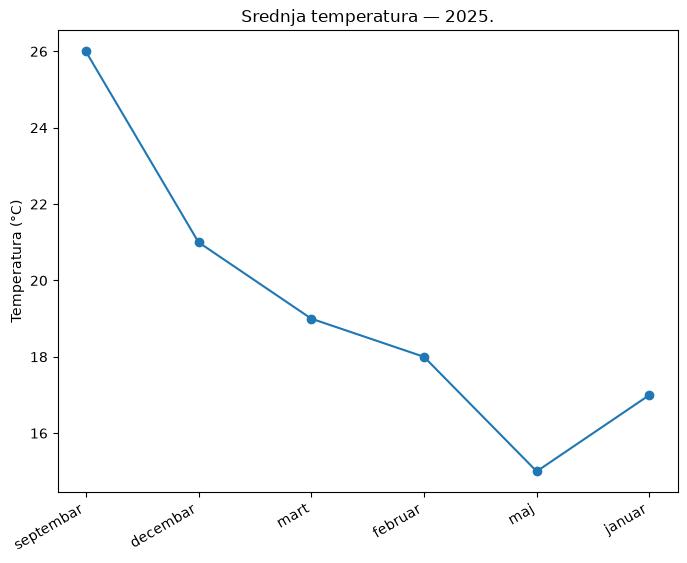 Srednja temperatura — 2025.
Temperatura (°C)
26
24
22
20
18
16
septembar
decembar
mart
februar
maj
januar